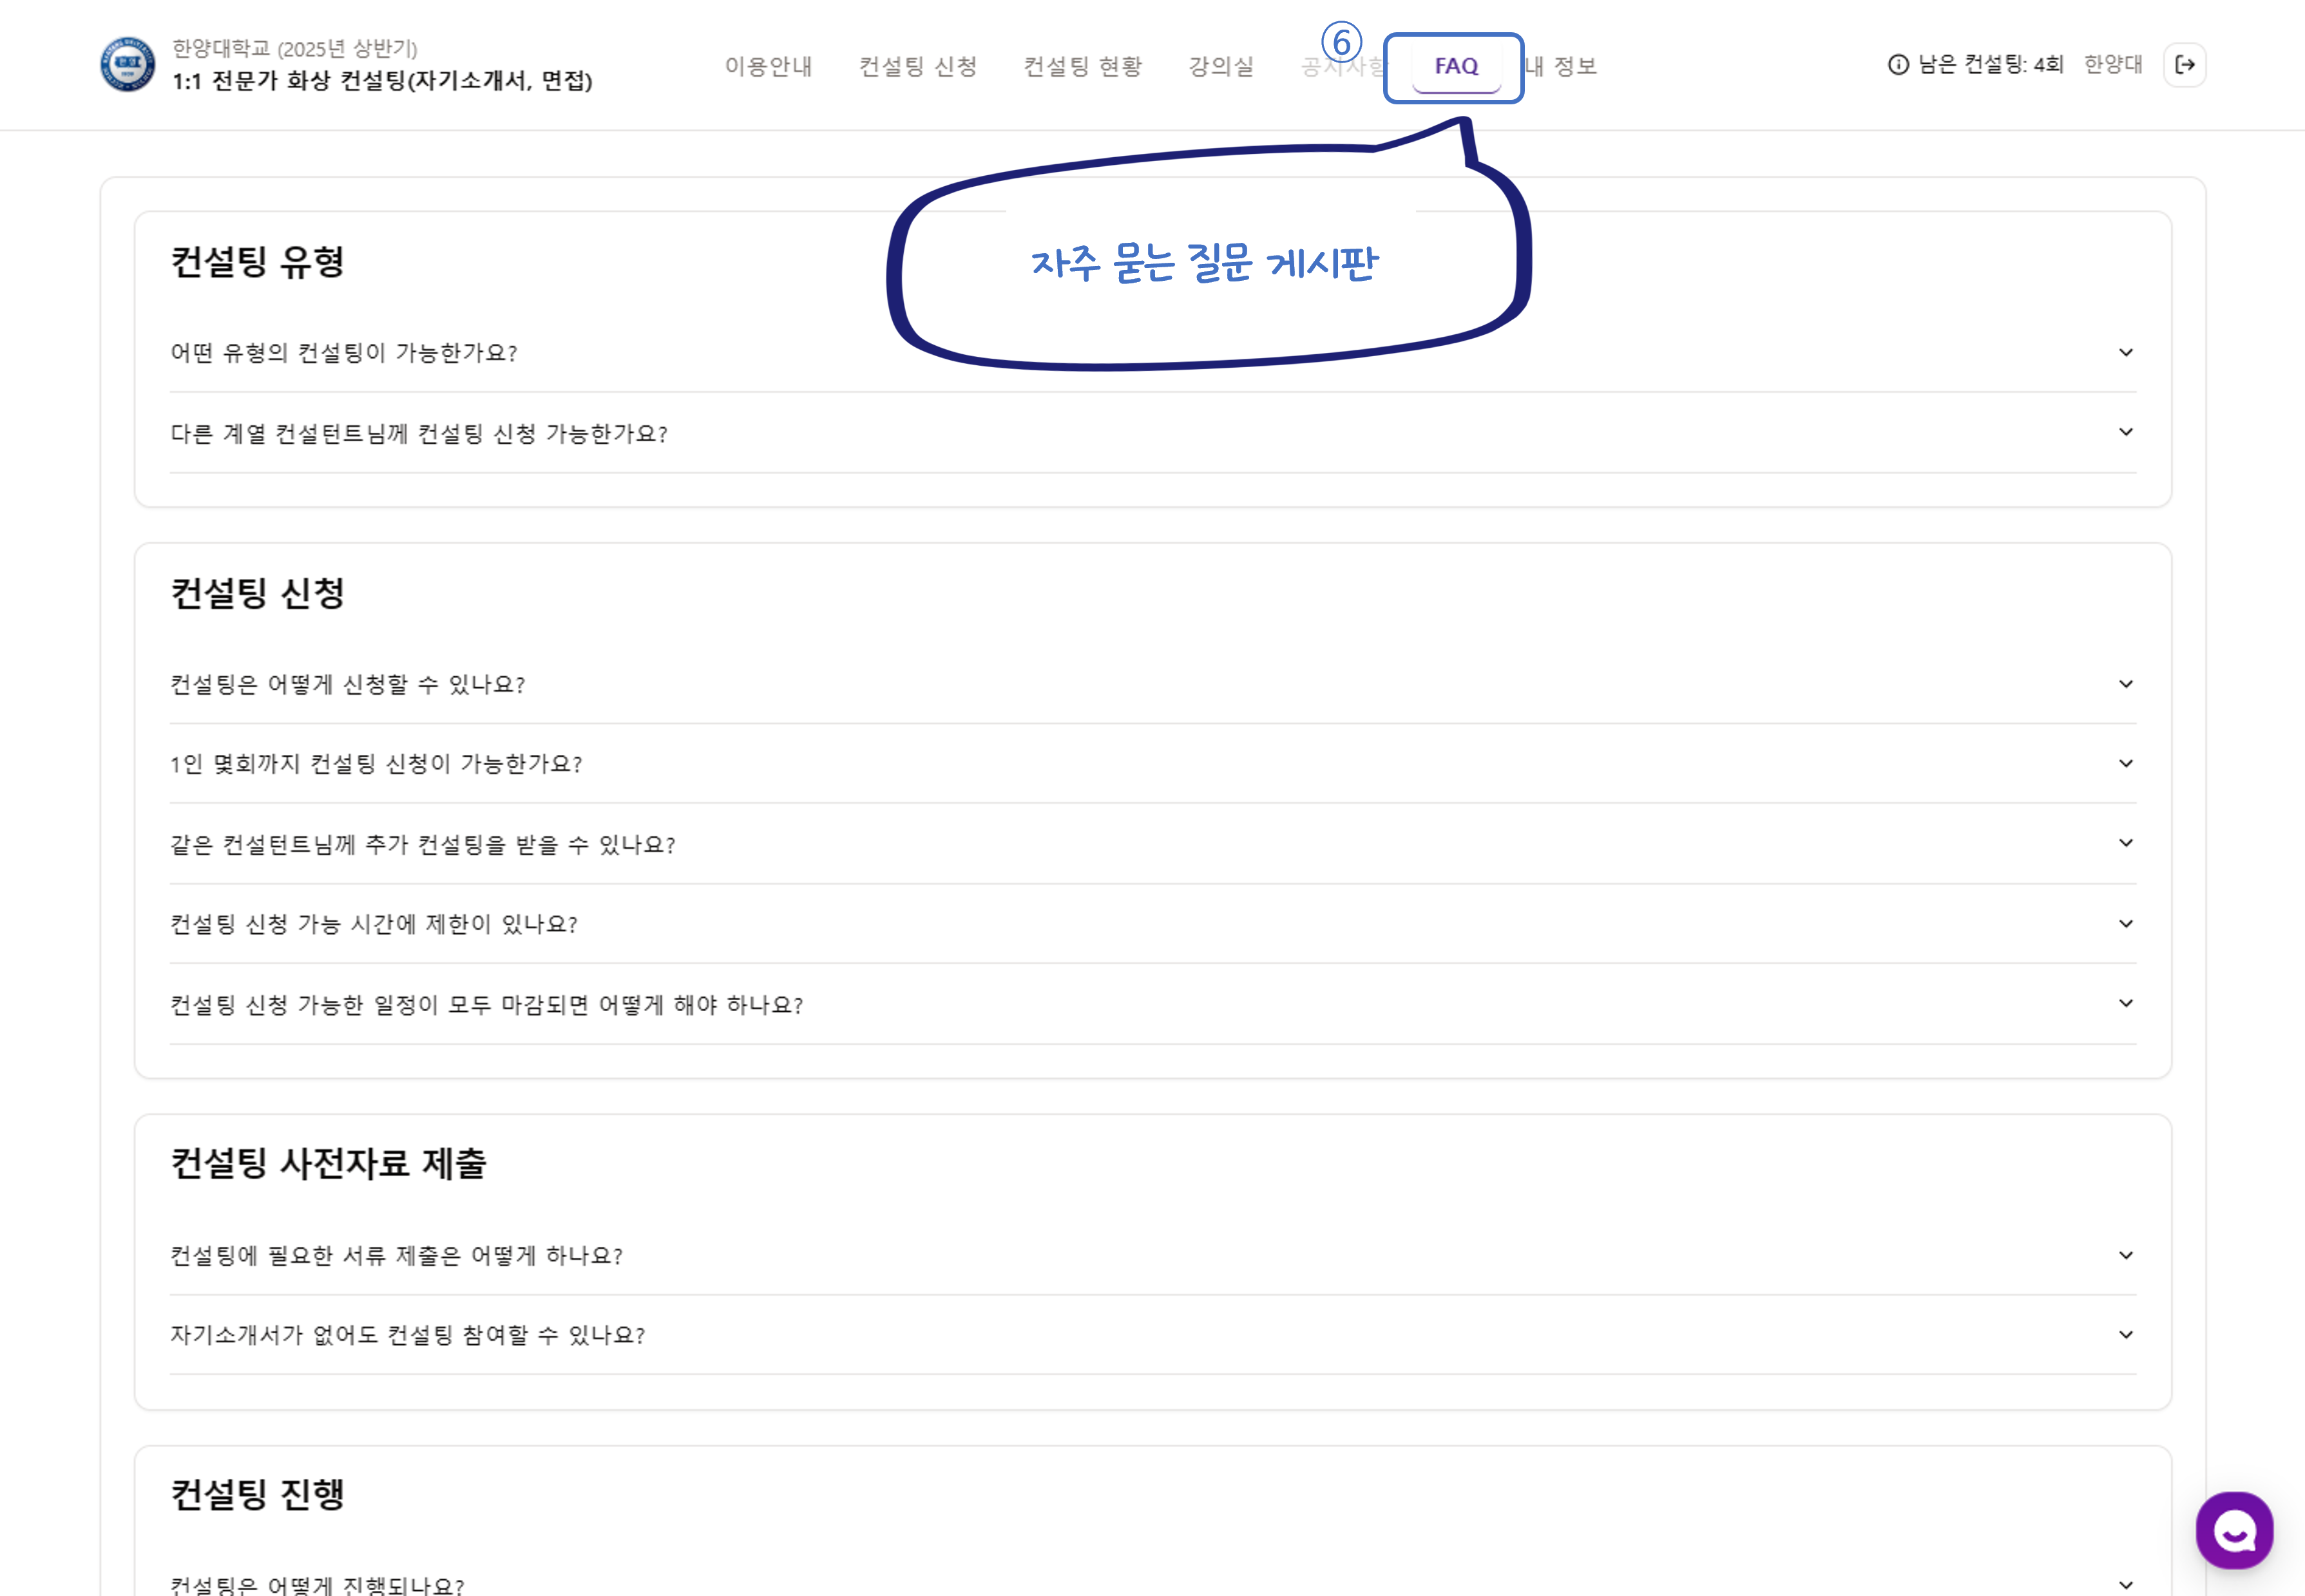 한양대학교 (2025년 상반기)
1:1 전문가 화상 컨설팅(자기소개서, 면접)
이용안내 컨설팅 신청 컨설팅 현황 강의실 공지사항 ⑥ FAQ 내 정보
남은 컨설팅: 4회 한양대
자주 묻는 질문 게시판
컨설팅 유형
어떤 유형의 컨설팅이 가능한가요?
다른 계열 컨설턴트님께 컨설팅 신청 가능한가요?
컨설팅 신청
컨설팅은 어떻게 신청할 수 있나요?
1인 몇회까지 컨설팅 신청이 가능한가요?
같은 컨설턴트님께 추가 컨설팅을 받을 수 있나요?
컨설팅 신청 가능 시간에 제한이 있나요?
컨설팅 신청 가능한 일정이 모두 마감되면 어떻게 해야 하나요?
컨설팅 사전자료 제출
컨설팅에 필요한 서류 제출은 어떻게 하나요?
자기소개서가 없어도 컨설팅 참여할 수 있나요?
컨설팅 진행
컨설팅은 어떻게 진행되나요?